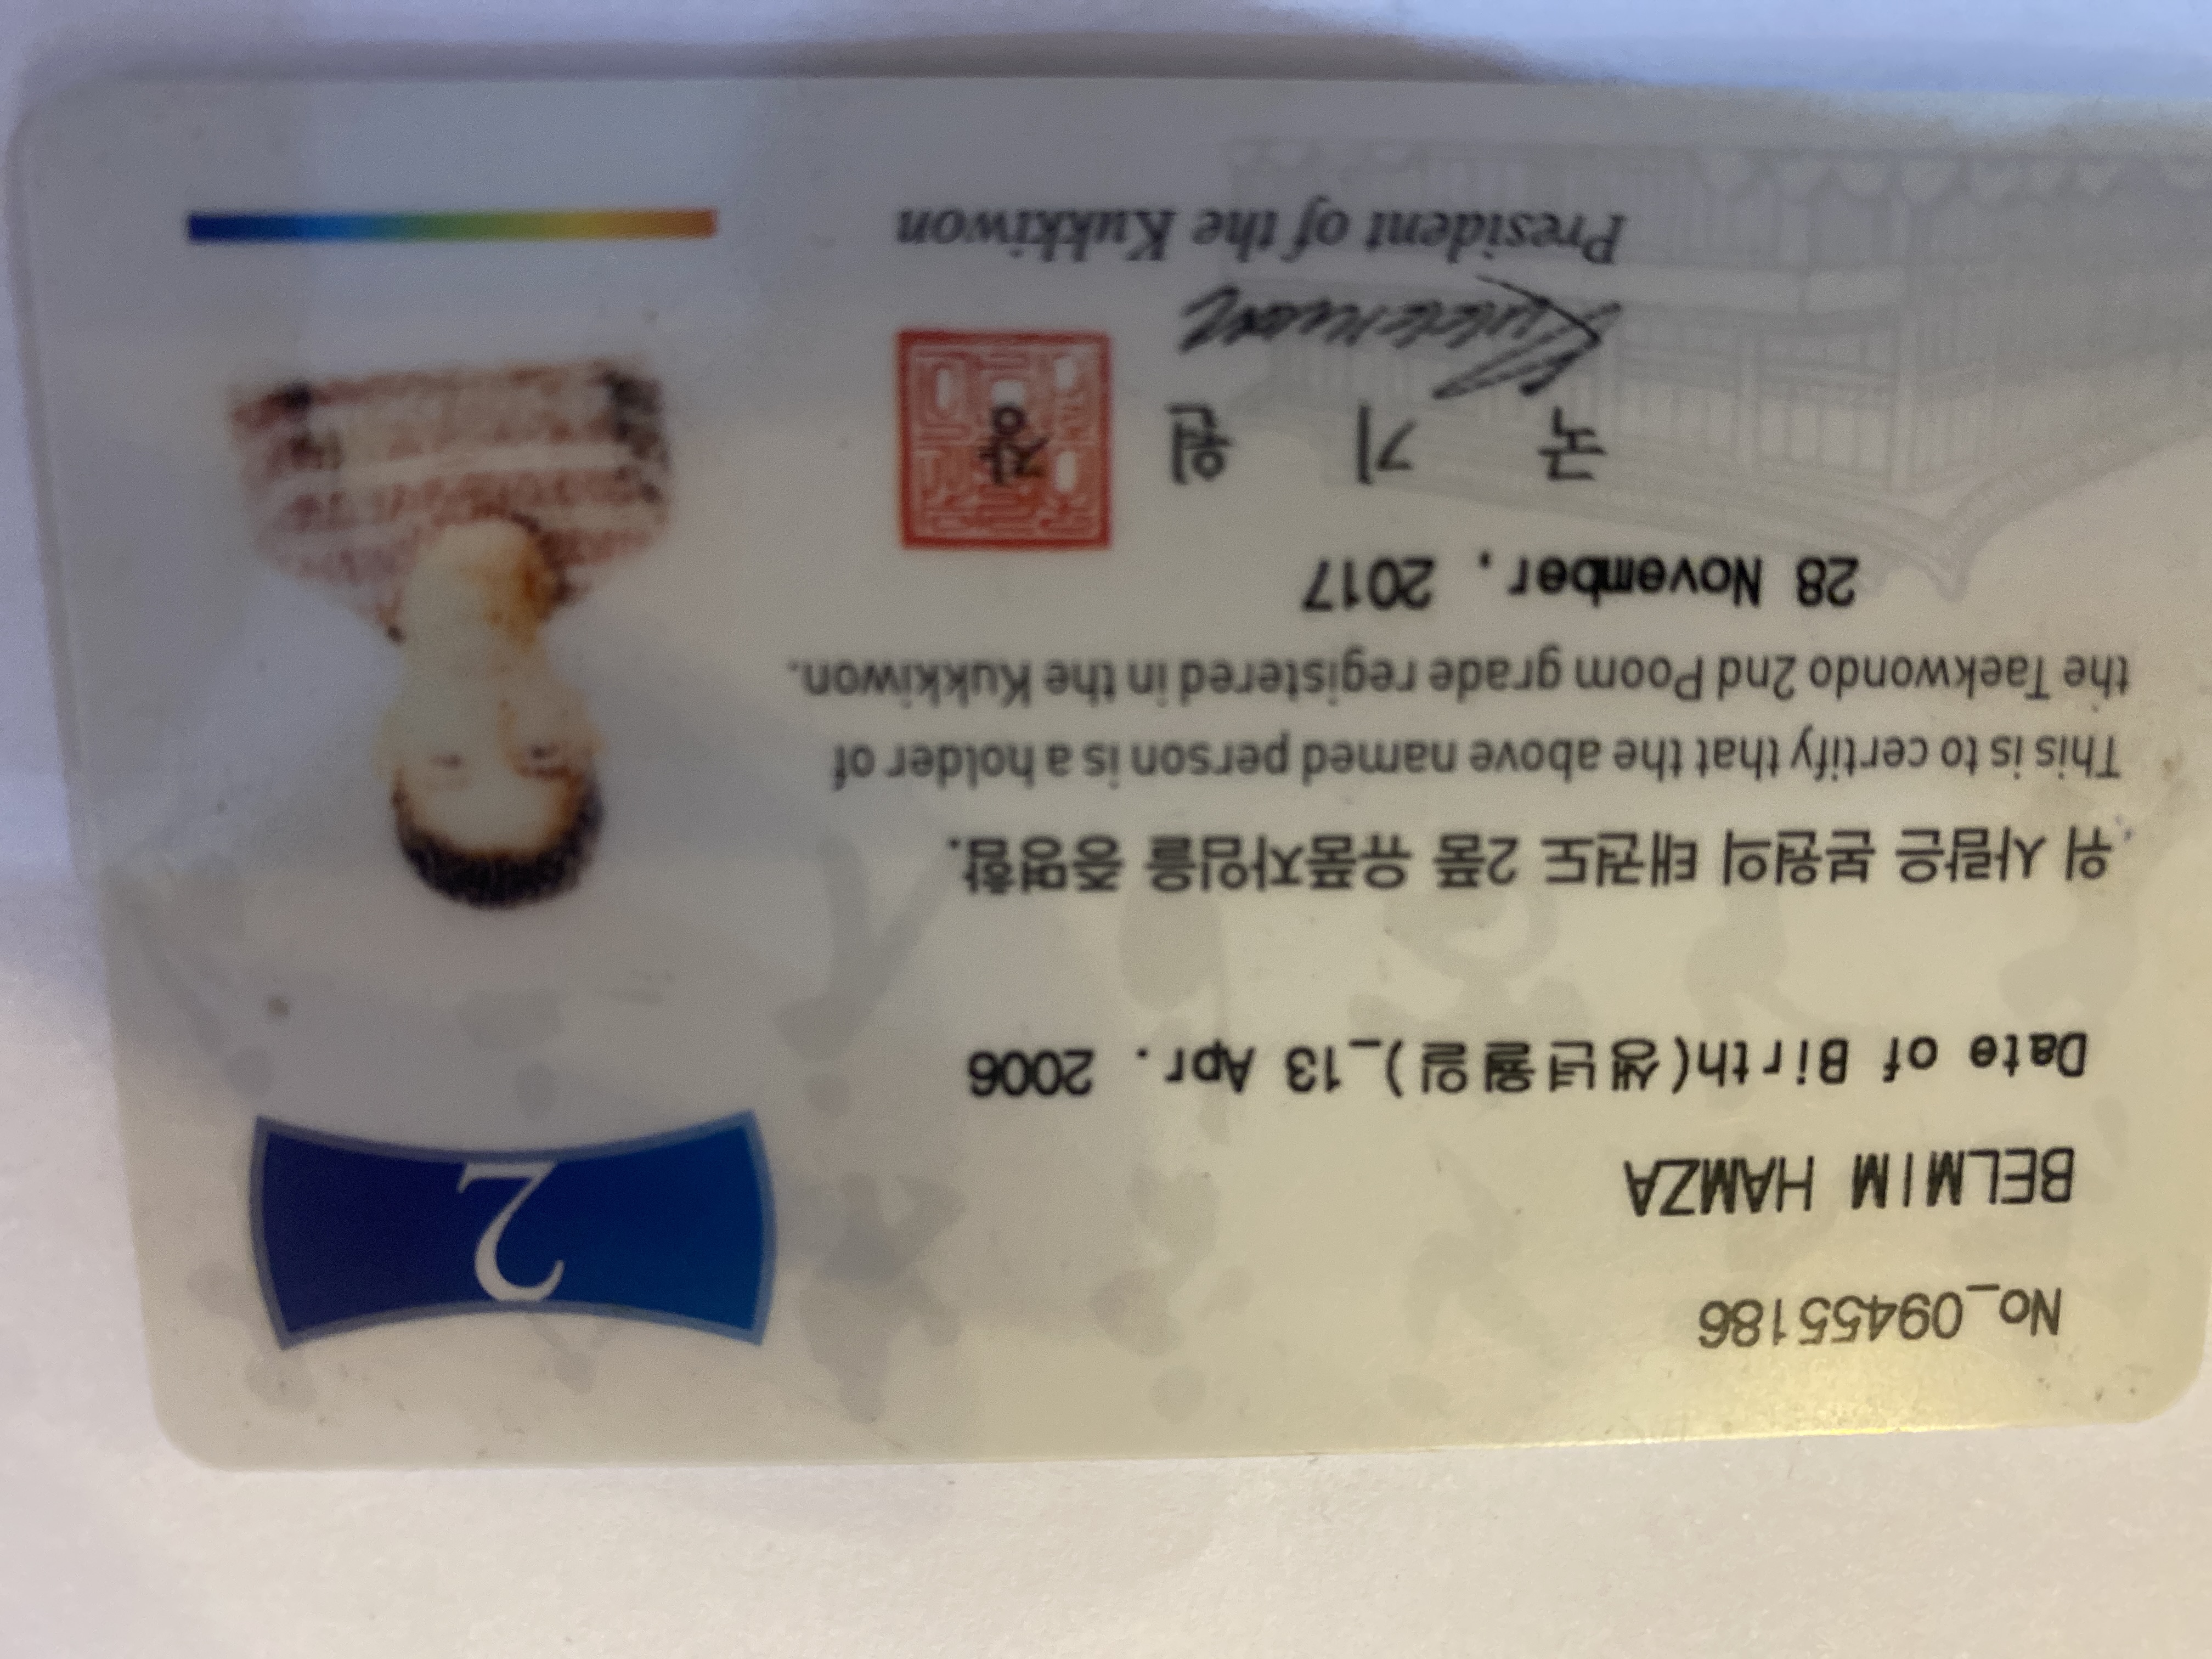 No_09455186
2
BELMIM HAMZA
Date of Birth(생년월일)_13 Apr. 2006
위 사람은 본원의 태권도 2품 유품자임을 증명함.
This is to certify that the above named person is a holder of
the Taekwondo 2nd Poom grade registered in the Kukkiwon.
28 November, 2017
국 기 원 장
President of the Kukkiwon